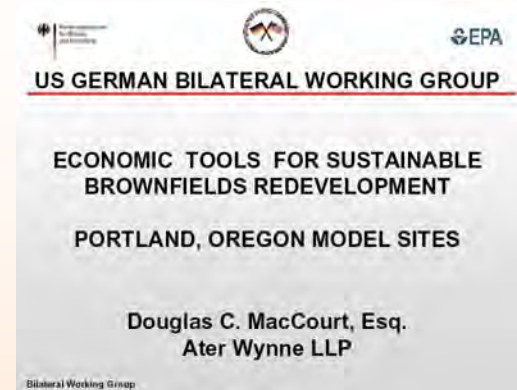 EPA
US GERMAN BILATERAL WORKING GROUP
ECONOMIC TOOLS FOR SUSTAINABLE
BROWNFIELDS REDEVELOPMENT
PORTLAND, OREGON MODEL SITES
Douglas C. MacCourt, Esq.
Ater Wynne LLP
Bilateral Working Group